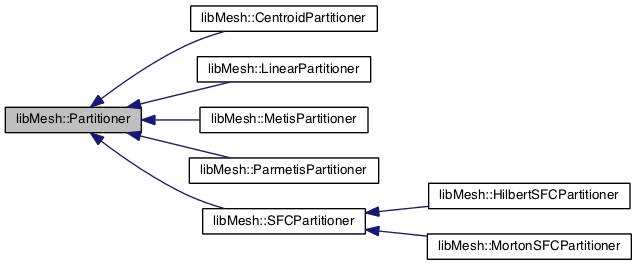 libMesh::CentroidPartitioner
libMesh::LinearPartitioner
libMesh::Partitioner
libMesh::MetisPartitioner
libMesh::ParmetisPartitioner
libMesh::SFCPartitioner
libMesh::HilbertSFCPartitioner
libMesh::MortonSFCPartitioner